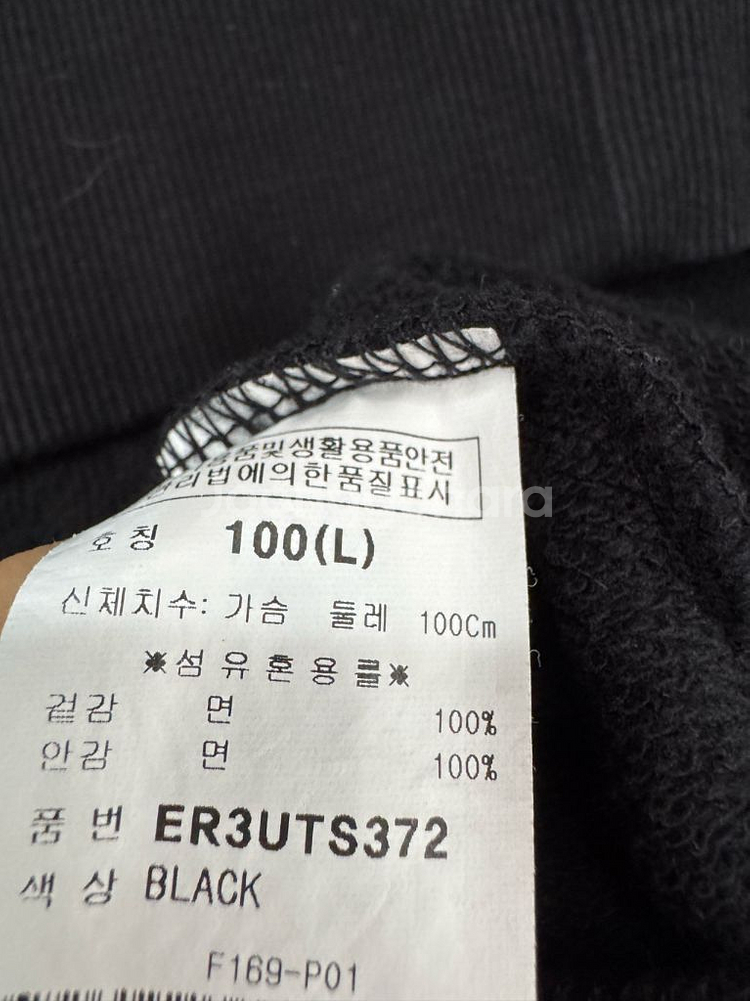 품및생활용품안전
리법에의한품질표시
호칭 100(L)
신체치수: 가슴 둘레 100Cm
※섬유혼용률※
겉감 면 100%
안감 면 100%
품번 ER3UTS372
색상 BLACK
F169-P01